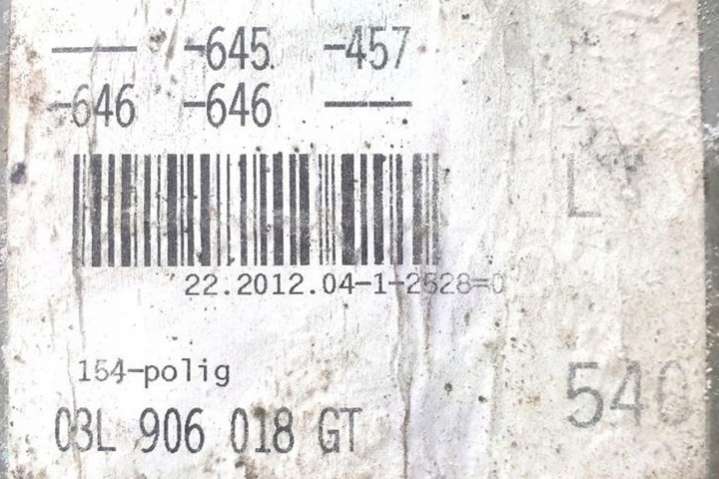 --- -645 -457
-646 -646 ---
L
22.2012.04-1-2528=0
154-polig
03L 906 018 GT
540